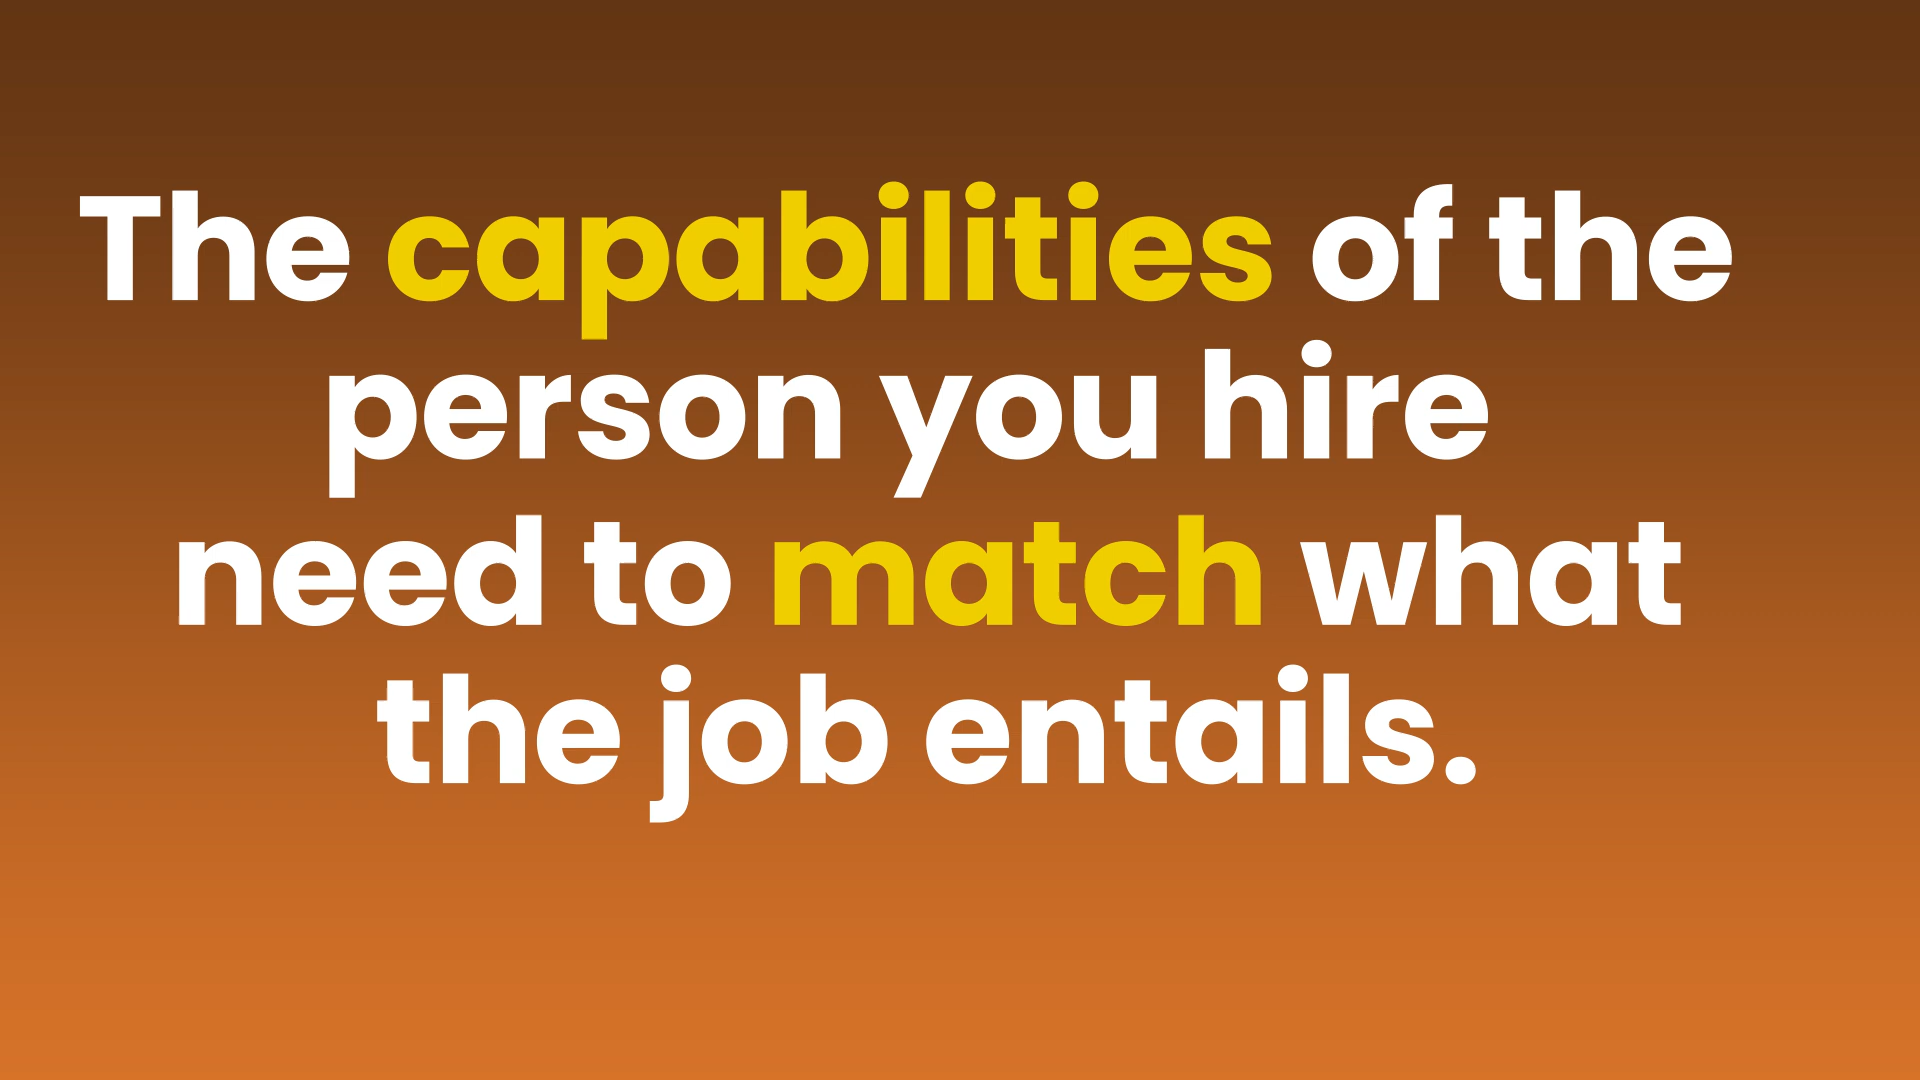 The capabilities of the
person you hire
need to match what
the job entails.